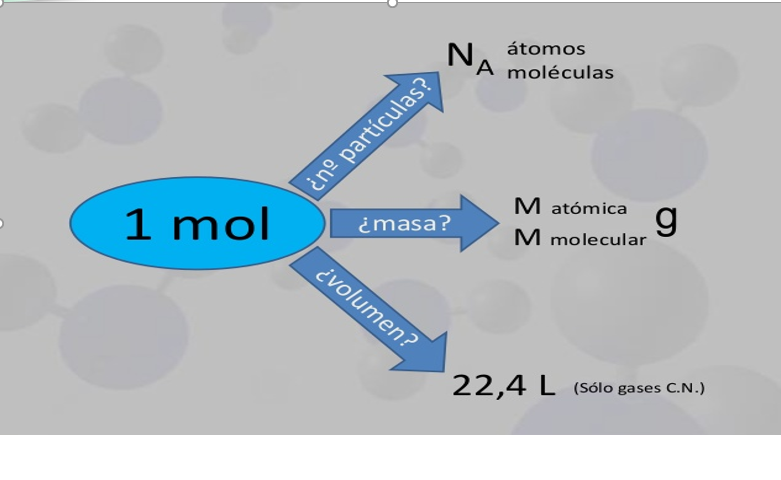 1 mol
¿nº partículas?
N A átomos
moléculas
¿masa?
M atómica
M molecular g
¿volumen?
22,4 L (Sólo gases C.N.)